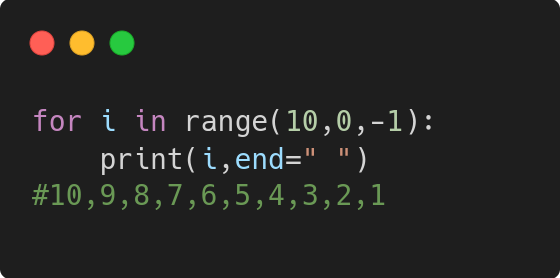 for i in range(10,0,-1):
    print(i,end=" ")
#10,9,8,7,6,5,4,3,2,1